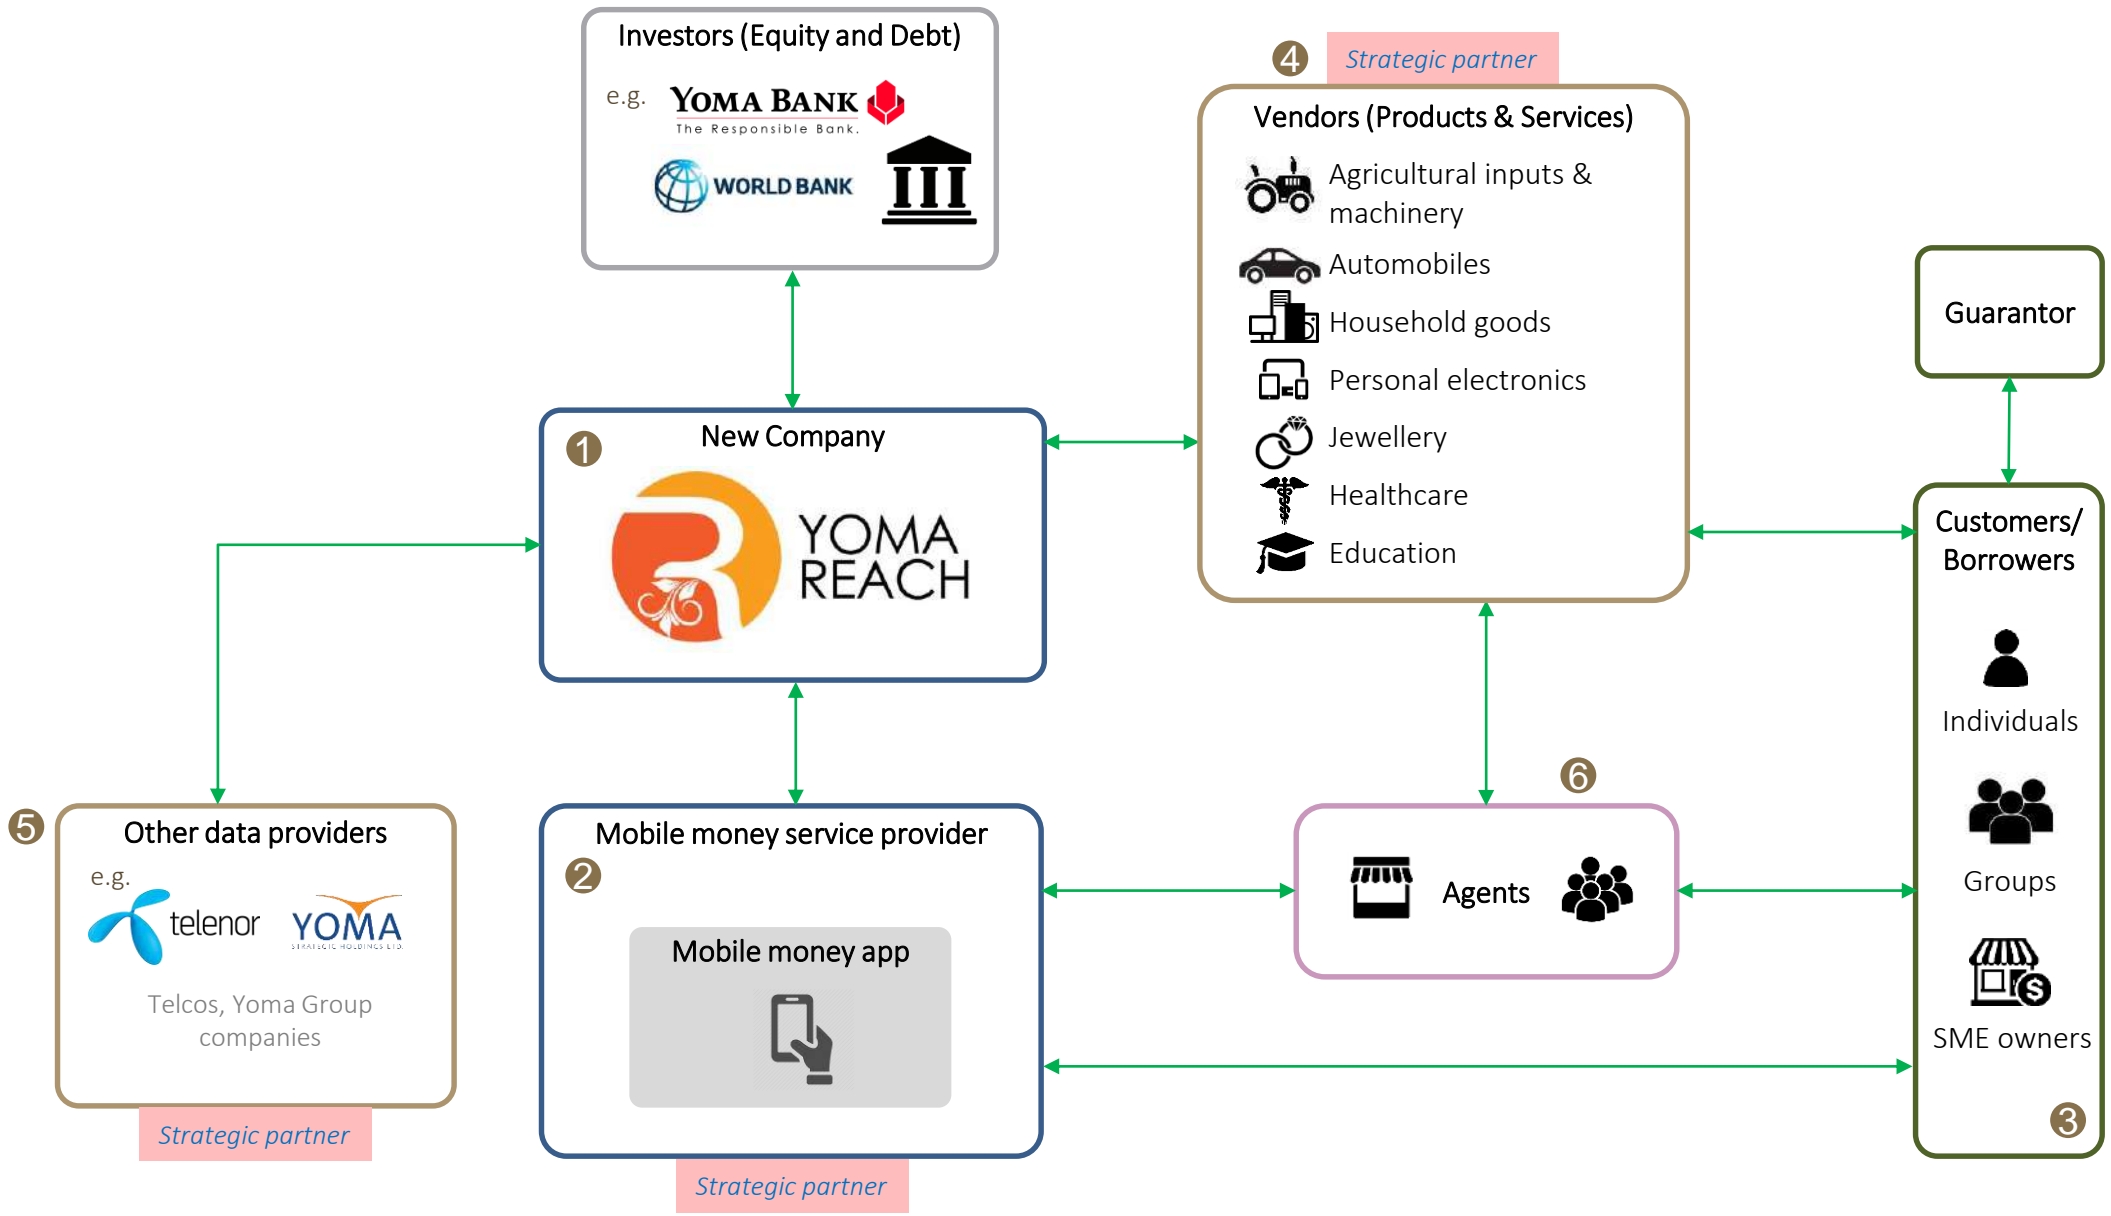 Investors (Equity and Debt)
e.g.
YOMA BANK
The Responsible Bank.
WORLD BANK
4
Strategic partner
Vendors (Products & Services)
Agricultural inputs &
machinery
Automobiles
Household goods
Personal electronics
Jewellery
Healthcare
Education
Guarantor
1
New Company
YOMA
REACH
Customers/
Borrowers
Individuals
Groups
SME owners
3
5
Other data providers
e.g.
telenor
YOMA
STRATEGIC HOLDINGS LTD.
Telcos, Yoma Group
companies
Strategic partner
Mobile money service provider
2
Mobile money app
Strategic partner
6
Agents